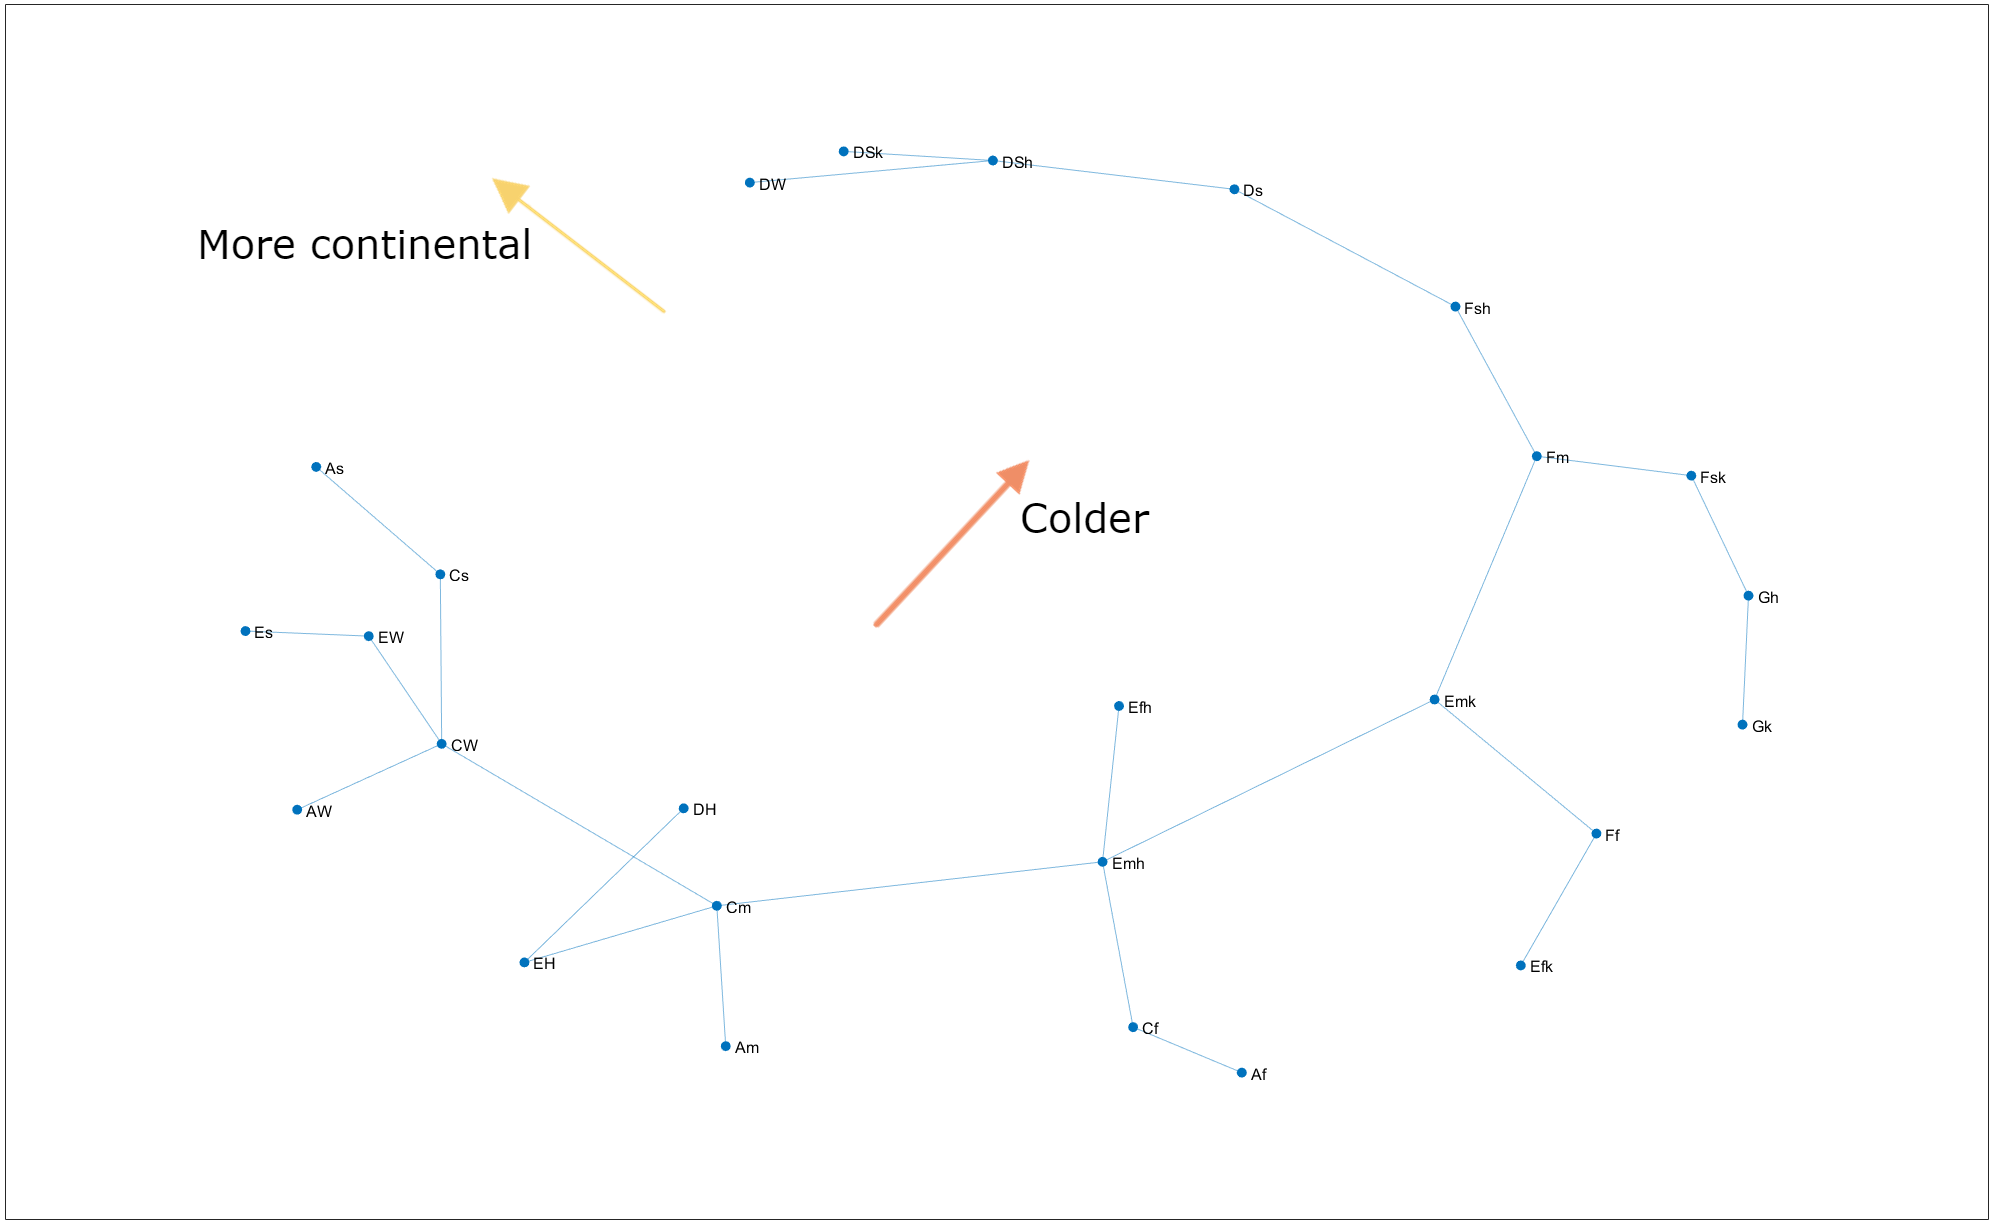 DSk
DSh
DW
Ds
More continental
Fsh
Fm
As
Fsk
Colder
Cs
Gh
Es
EW
Emk
Efh
Gk
CW
DH
AW
Ff
Emh
Cm
EH
Efk
Cf
Am
Af